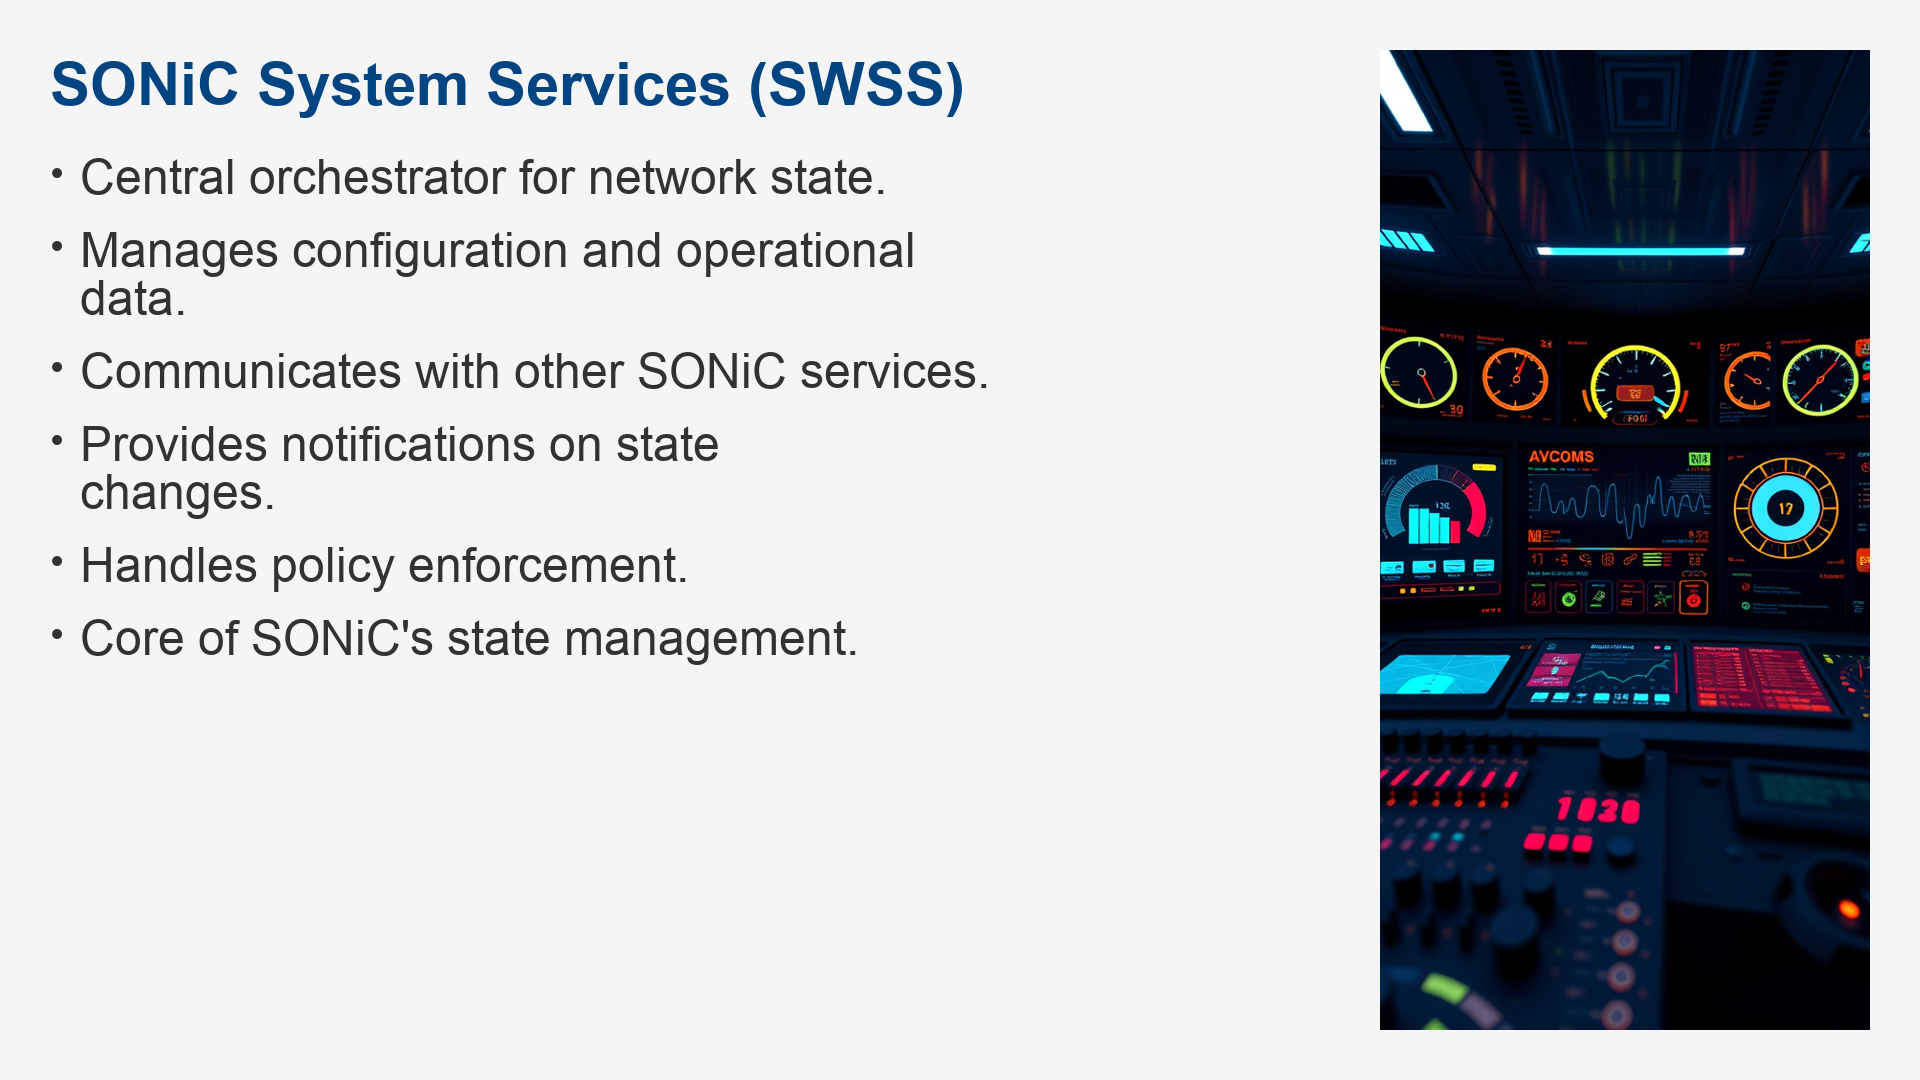 SONiC System Services (SWSS)
• Central orchestrator for network state.
• Manages configuration and operational
data.
• Communicates with other SONiC services.
• Provides notifications on state
changes.
• Handles policy enforcement.
• Core of SONiC's state management.
AVCOMS
17
1030